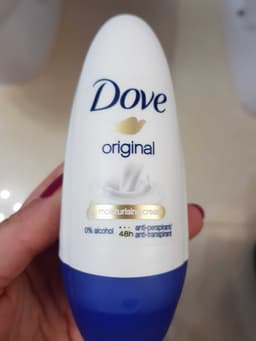 Dove
original
moisturising cream
0% alcohol 48h anti-perspirant/
anti-transpirant